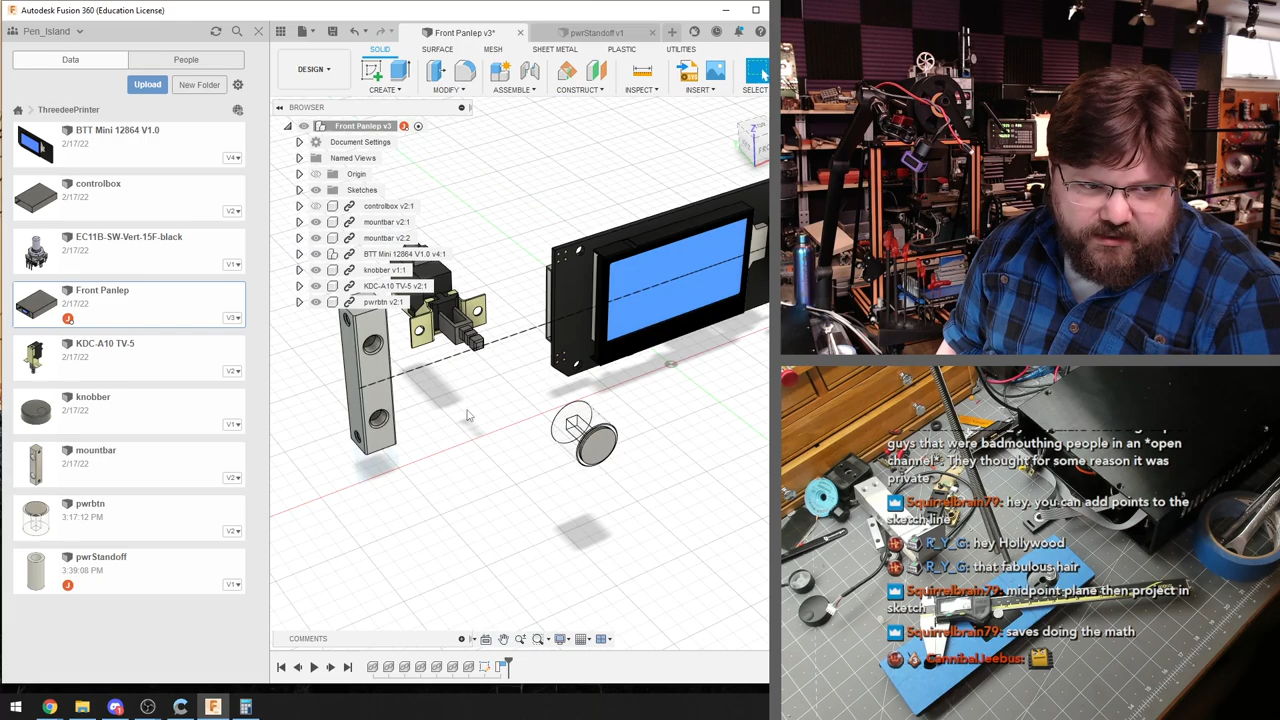 Autodesk Fusion 360 (Education License)
Pen_Island
Data
People
Upload
New Folder
ThreedeePrinter
BTT Mini 12864 V1.0
2/17/22
V4
controlbox
2/17/22
V2
EC11B-SW-Vert-15F-black
2/17/22
V1
Front Panlep
2/17/22
V3
KDC-A10 TV-5
2/17/22
V2
knobber
2/17/22
V1
mountbar
2/17/22
V2
pwrbtn
3:17:12 PM
V2
pwrStandoff
3:39:08 PM
V1
Front Panlep v3*
pwrStandoff v1
SOLID
SURFACE
MESH
SHEET METAL
PLASTIC
UTILITIES
DESIGN
CREATE
MODIFY
ASSEMBLE
CONSTRUCT
INSPECT
INSERT
SELECT
BROWSER
Front Panlep v3
Document Settings
Named Views
Origin
Sketches
controlbox v2:1
mountbar v2:1
mountbar v2:2
BTT Mini 12864 V1.0 v4:1
knobber v1:1
KDC-A10 TV-5 v2:1
pwrbtn v2:1
Z
COMMENTS
guys that were badmouthing people in an *open
channel*. They thought for some reason it was
private
Squirrelbrain79: hey. you can add points to the
sketch line
R_Y_G: hey Hollywood
R_Y_G: that fabulous hair
Squirrelbrain79: midpoint plane then project in
sketch
Squirrelbrain79: saves doing the math
CannibalJeebus: